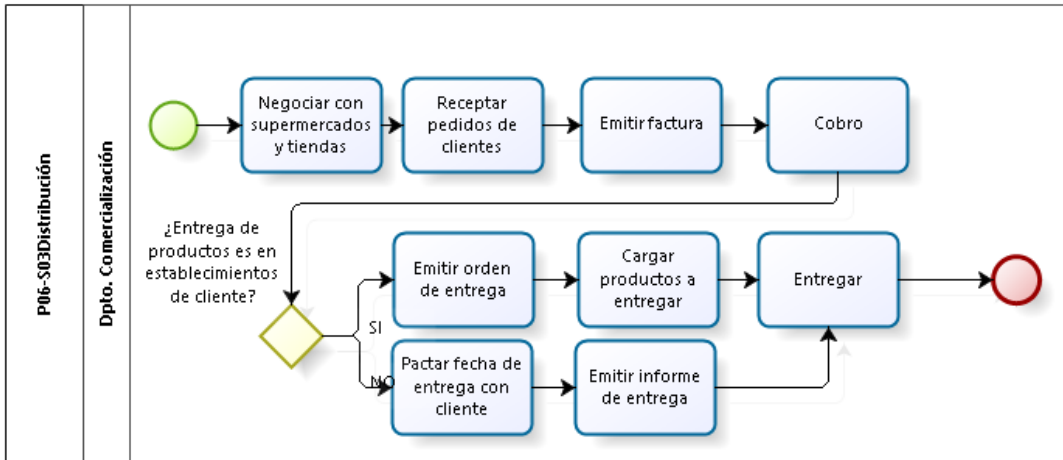 P06-S03Distribución
Dpto. Comercialización
Negociar con
supermercados
y tiendas
Receptar
pedidos de
clientes
Emitir factura
Cobro
¿Entrega de
productos es en
establecimientos
de cliente?
SI
NO
Emitir orden
de entrega
Cargar
productos a
entregar
Entregar
Pactar fecha de
entrega con
cliente
Emitir informe
de entrega